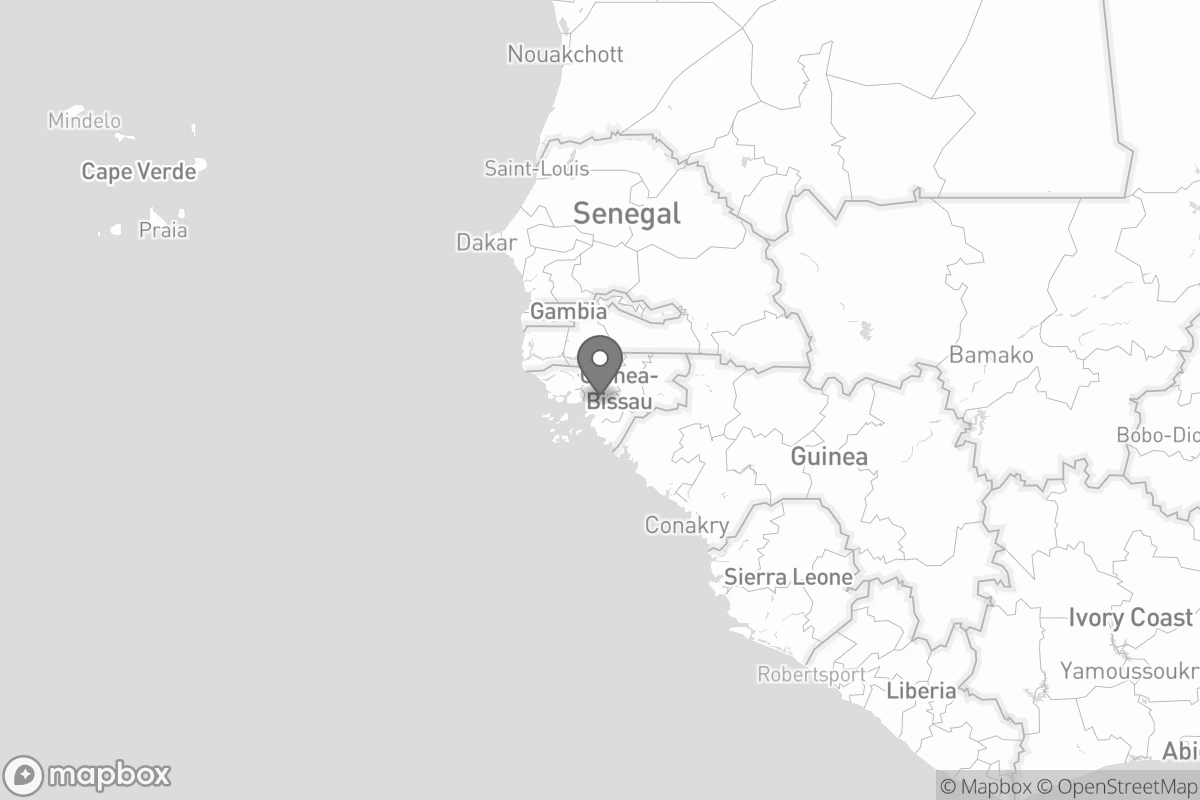 Nouakchott
Mindelo
Cape Verde
Saint-Louis
Senegal
Praia
Dakar
Gambia
Bamako
Guinea-
Bissau
Bobo-Dio
Guinea
Conakry
Sierra Leone
Ivory Coast
Robertsport
Yamoussoukr
Liberia
Abi
mapbox
© Mapbox © OpenStreetMap